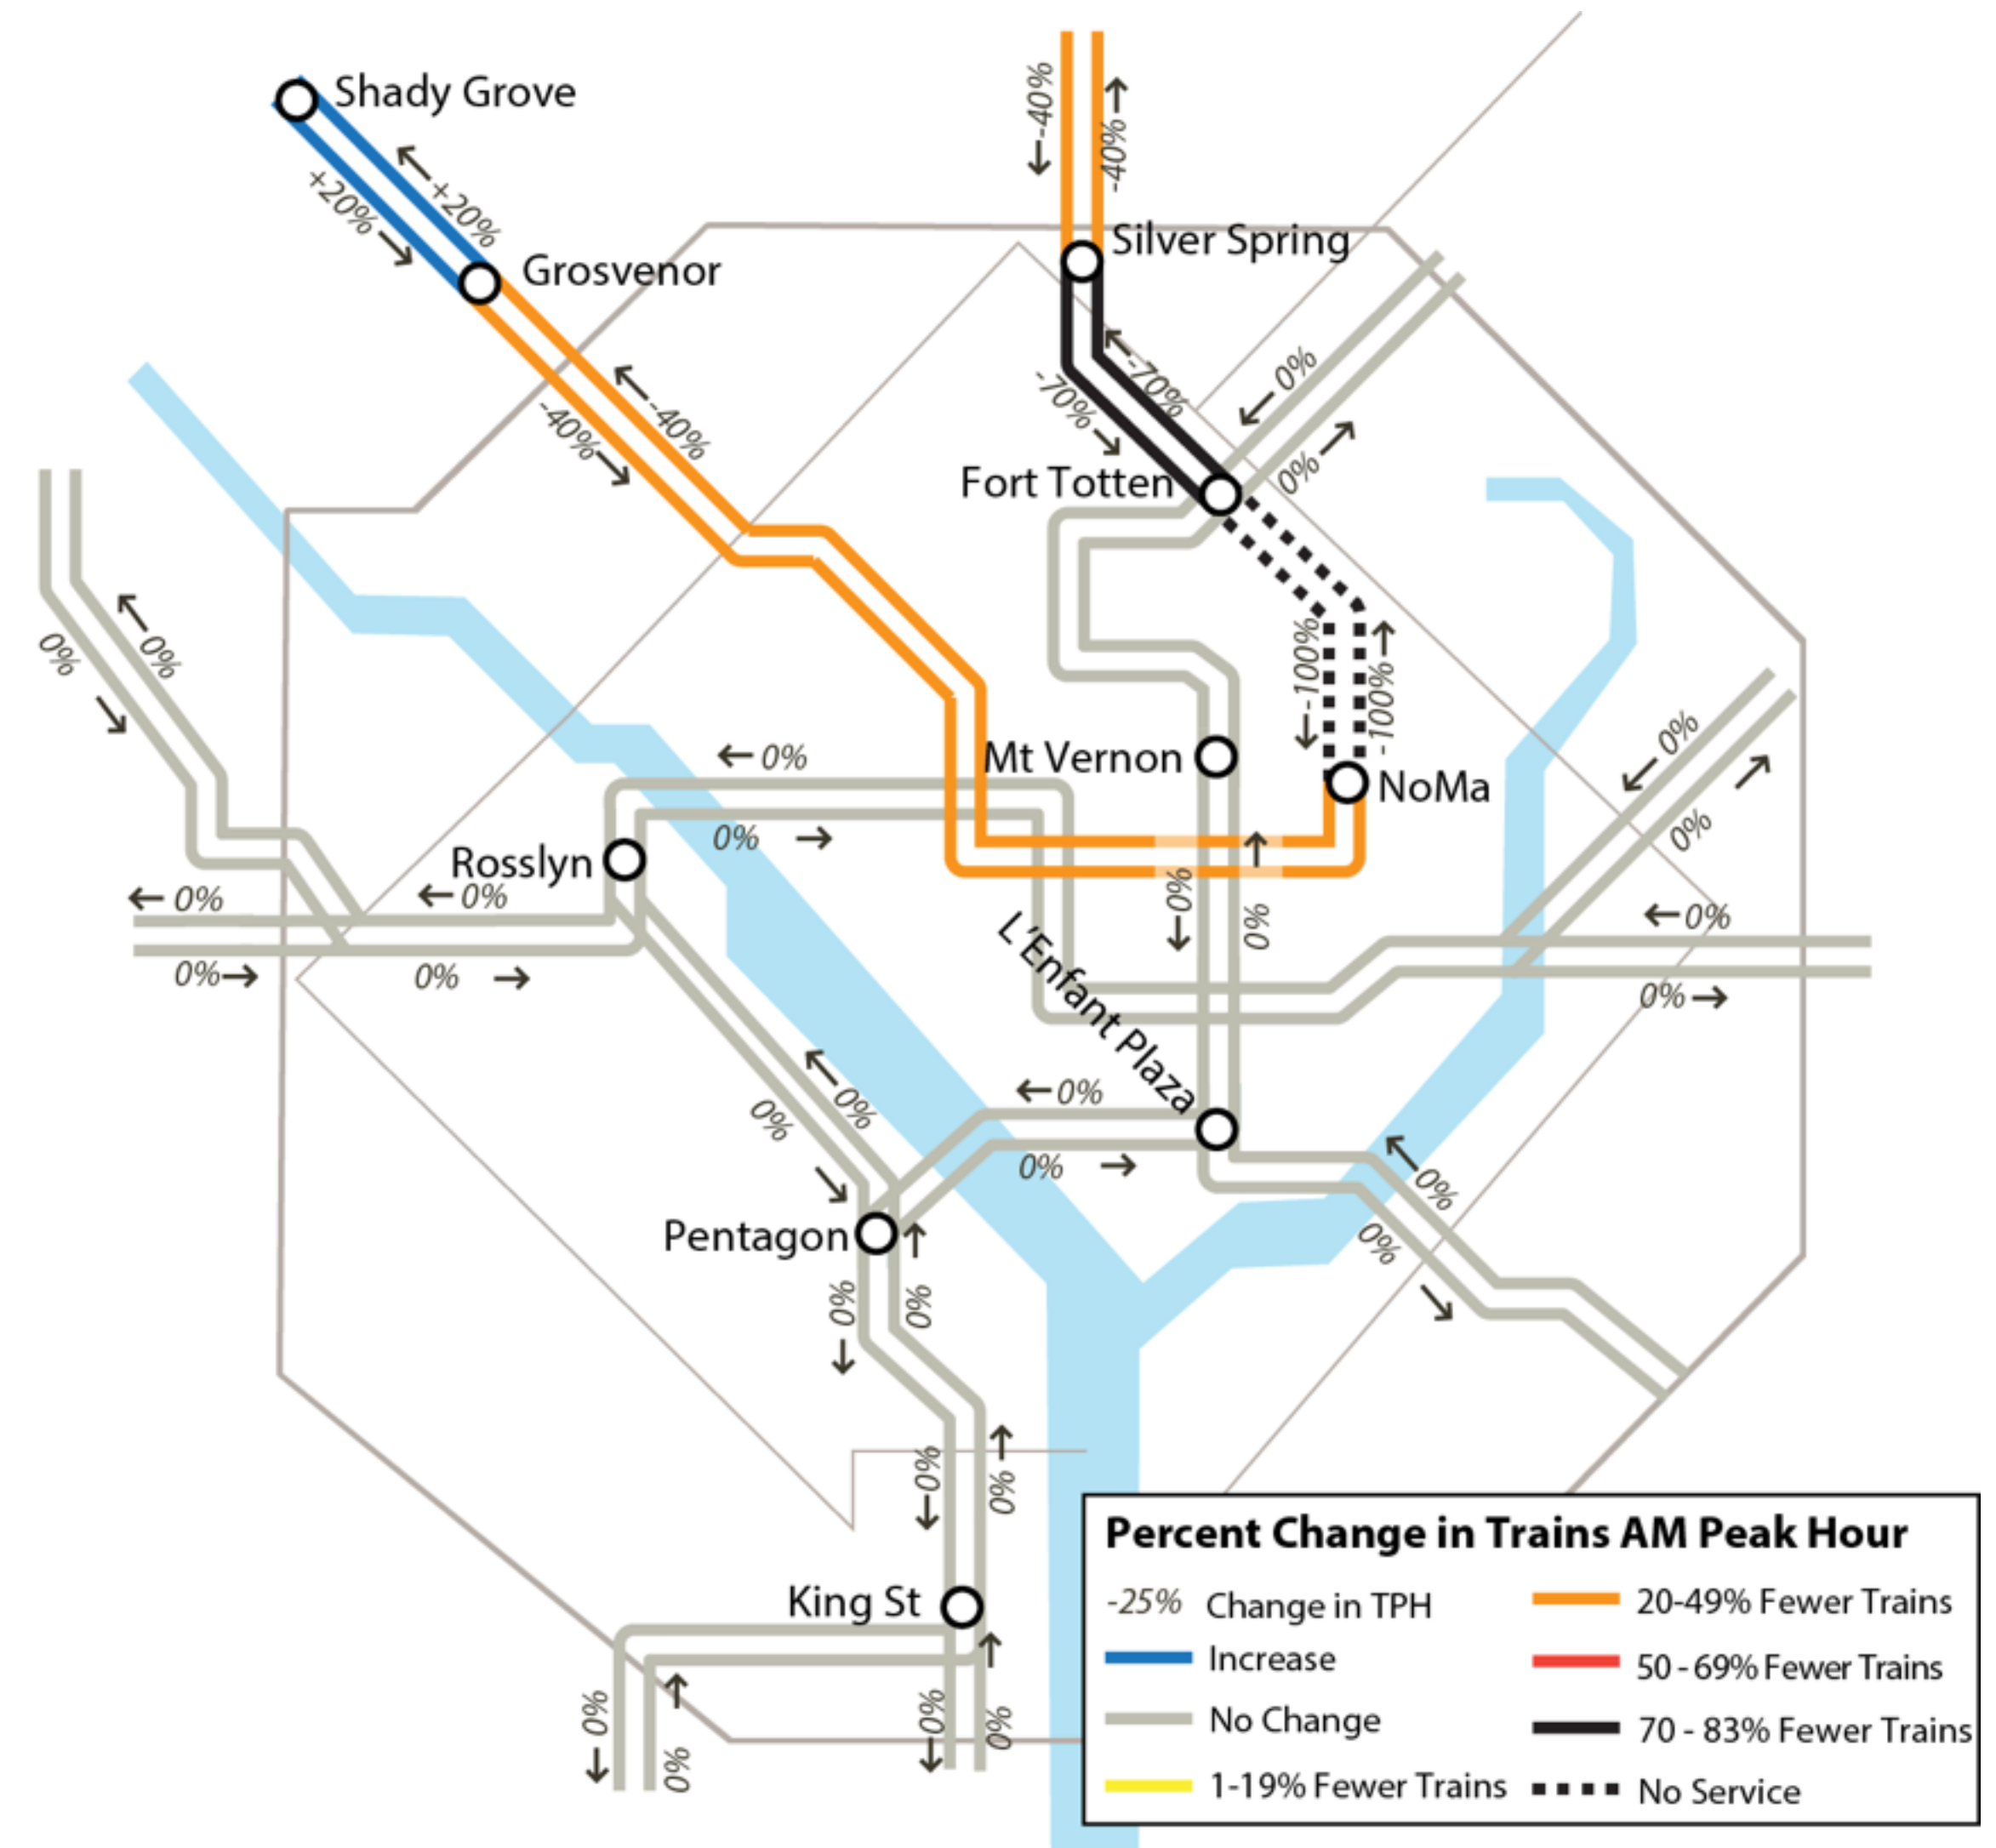 Shady Grove
+20%
+20%
Grosvenor
-40%
-40%
Silver Spring
-40%
-40%
-70%
-70%
0%
0%
Fort Totten
-100%
-100%
0%
0%
Mt Vernon
NoMa
0%
0%
0%
0%
Rosslyn
0%
0%
0%
0%
0%
0%
0%
0%
L'Enfant Plaza
0%
0%
0%
0%
0%
0%
Pentagon
0%
0%
0%
0%
King St
0%
0%
0%
0%
Percent Change in Trains AM Peak Hour
-25% Change in TPH
Increase
No Change
1-19% Fewer Trains
20-49% Fewer Trains
50 - 69% Fewer Trains
70 - 83% Fewer Trains
No Service